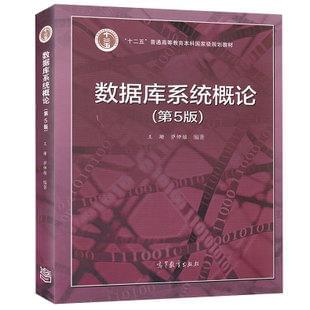 "十二五"普通高等教育本科国家级规划教材
数据库系统概论
(第5版)
王珊 萨师煊 编著
高等教育出版社
数据库系统概论
(第5版)
王珊 萨师煊 编著